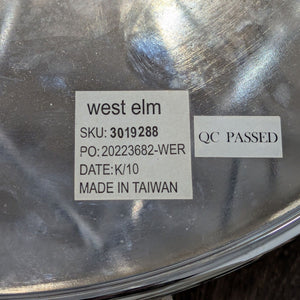 west elm
SKU: 3019288
PO: 20223682-WER
DATE: K/10
MADE IN TAIWAN
QC PASSED